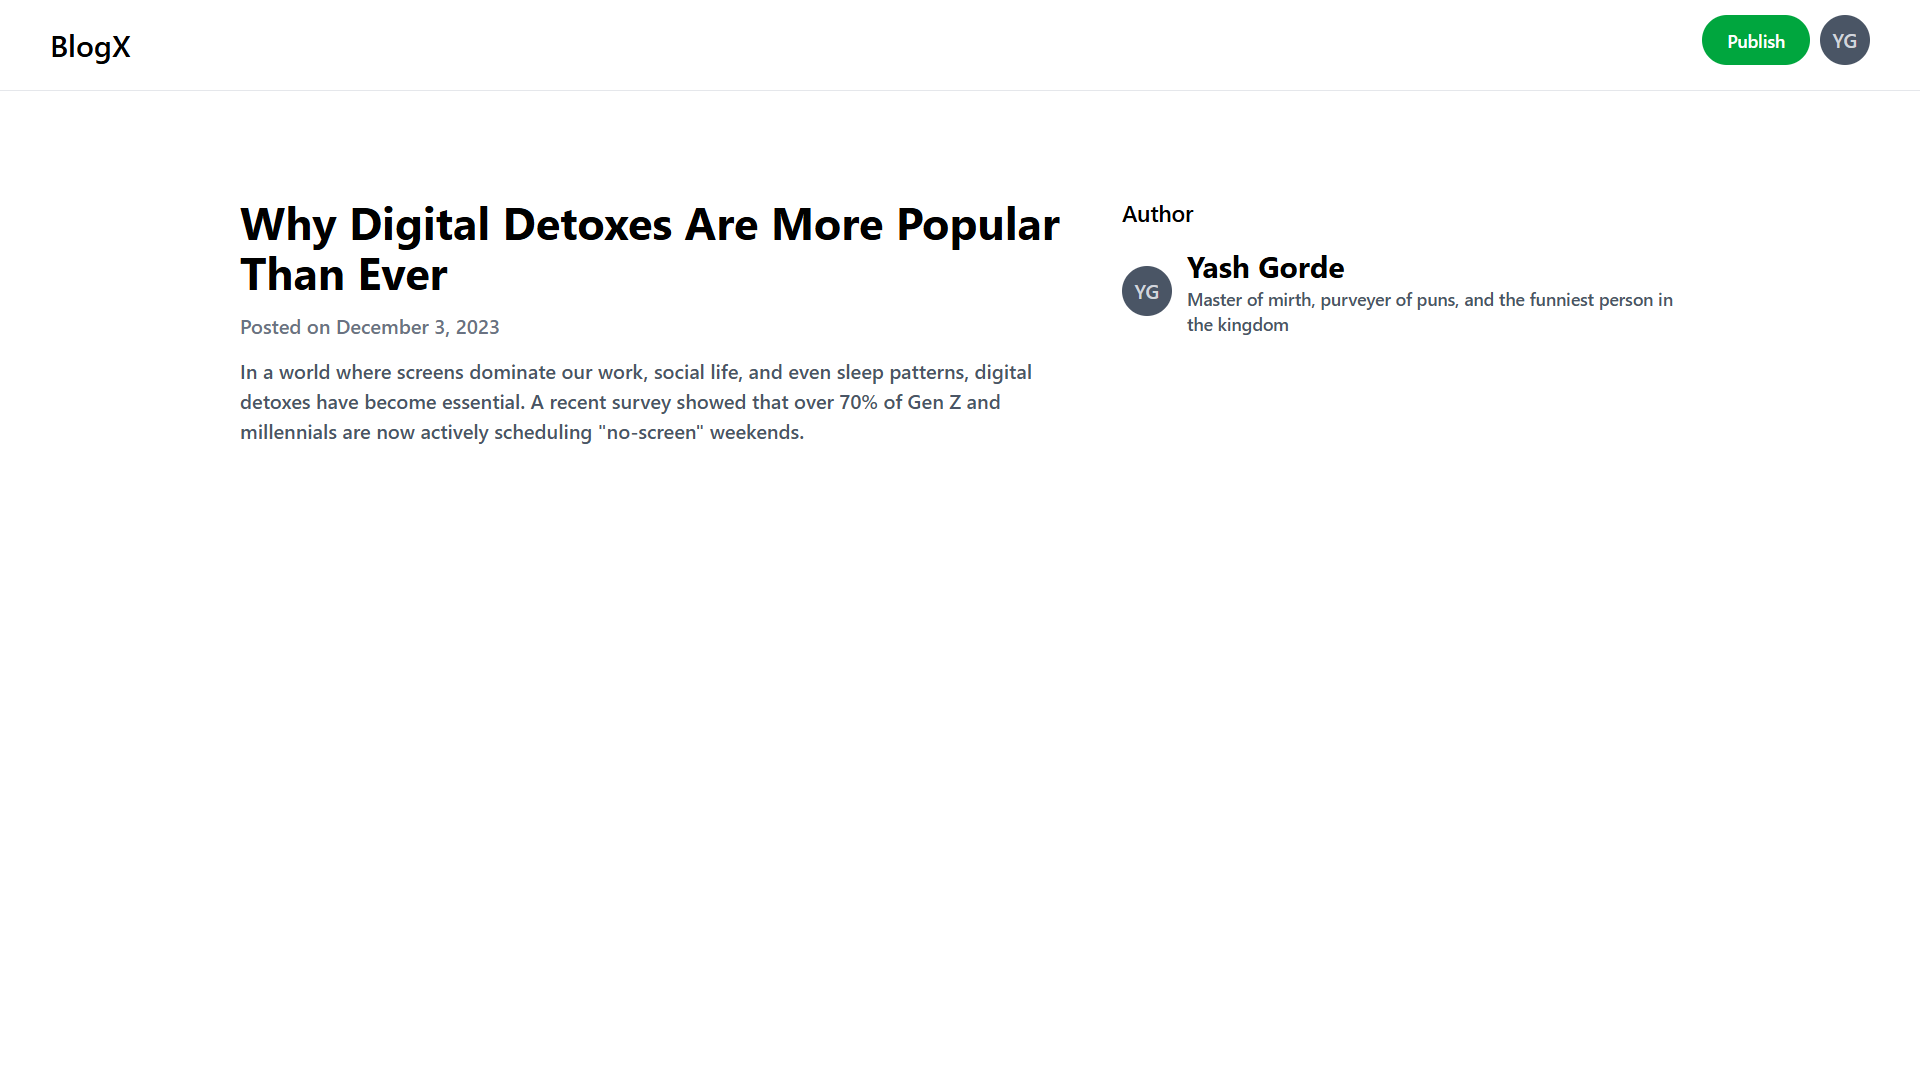 BlogX
Publish
YG
Why Digital Detoxes Are More Popular
Than Ever
Posted on December 3, 2023
In a world where screens dominate our work, social life, and even sleep patterns, digital
detoxes have become essential. A recent survey showed that over 70% of Gen Z and
millennials are now actively scheduling "no-screen" weekends.
Author
YG
Yash Gorde
Master of mirth, purveyer of puns, and the funniest person in
the kingdom